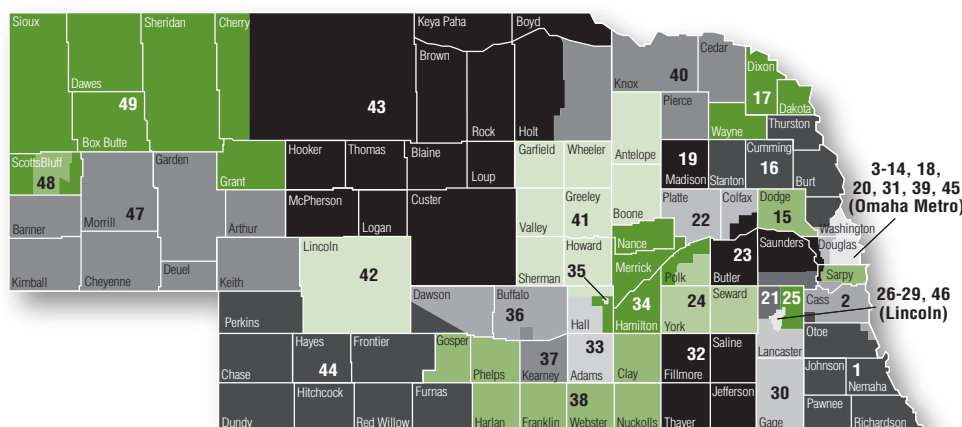 Sioux
Sheridan
Cherry
Keya Paha
Boyd
Dawes
49
Box Butte
43
Brown
Rock
Holt
Knox
40
Cedar
Pierce
Dixon
17
Dakota
Wayne
Thurston
ScottsBluff
48
Garden
Grant
Hooker
Thomas
Blaine
Loup
Garfield
Wheeler
Antelope
19
Madison
Stanton
Cumming
16
Burt
3-14, 18,
20, 31, 39, 45
(Omaha Metro)
Banner
Morrill
47
Arthur
McPherson
Logan
Custer
Valley
Greeley
41
Boone
Nance
Platte
22
Colfax
Dodge
15
Washington
Douglas
Kimball
Cheyenne
Deuel
Keith
Lincoln
42
Sherman
Howard
35
Merrick
Polk
23
Butler
Saunders
Sarpy
Perkins
Dawson
Buffalo
36
Hall
34
Hamilton
24
York
Seward
21
25
Cass
2
26-29, 46
(Lincoln)
Chase
Hayes
44
Frontier
Gosper
Phelps
37
Kearney
33
Adams
Clay
32
Fillmore
Saline
Lancaster
Otoe
Johnson
1
Nemaha
Dundy
Hitchcock
Red Willow
Furnas
Harlan
Franklin
38
Webster
Nuckolls
Thayer
Jefferson
30
Gage
Pawnee
Richardson